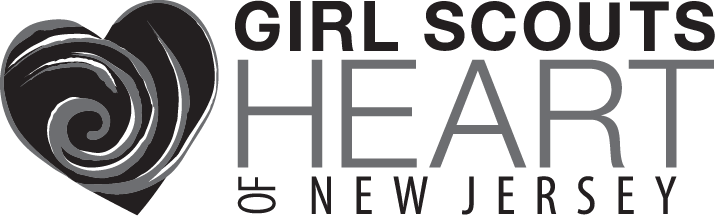 GIRL SCOUTS
HEART
OF NEW JERSEY